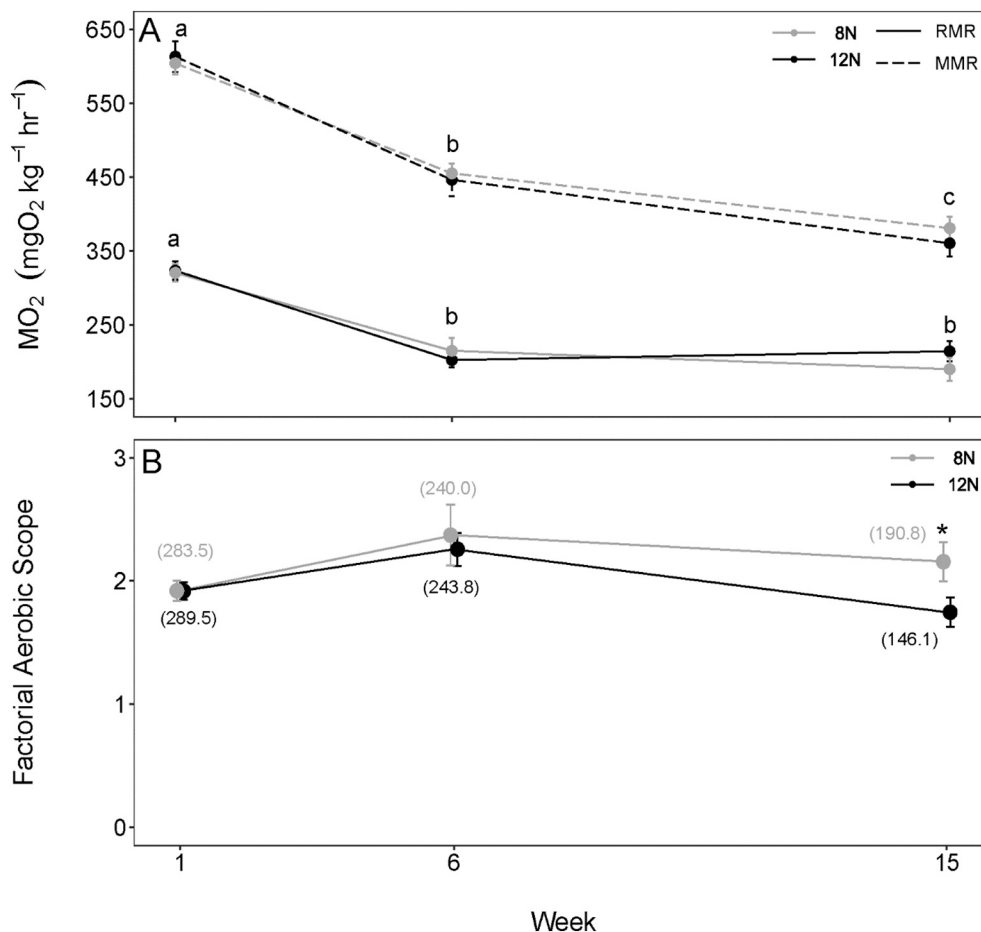 A
8N
RMR
12N
MMR
650
550
450
350
250
150
MO₂ (mgO₂ kg⁻¹ hr⁻¹)
a
b
c
a
b
b
B
8N
12N
3
2
1
0
Factorial Aerobic Scope
(283.5)
(289.5)
(240.0)
(243.8)
(190.8)
*
(146.1)
1
6
15
Week